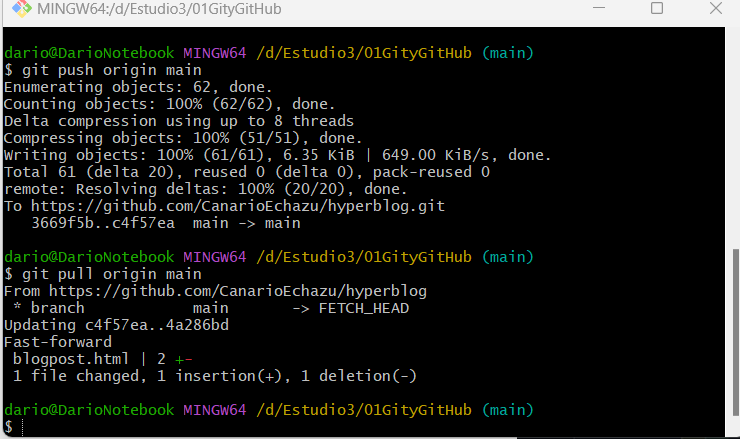 MINGW64:/d/Estudio3/01GityGitHub
dario@DarioNotebook MINGW64 /d/Estudio3/01GityGitHub (main)
$ git push origin main
Enumerating objects: 62, done.
Counting objects: 100% (62/62), done.
Delta compression using up to 8 threads
Compressing objects: 100% (51/51), done.
Writing objects: 100% (61/61), 6.35 KiB | 649.00 KiB/s, done.
Total 61 (delta 20), reused 0 (delta 0), pack-reused 0
remote: Resolving deltas: 100% (20/20), done.
To https://github.com/CanarioEchazu/hyperblog.git
   3669f5b..c4f57ea  main -> main
dario@DarioNotebook MINGW64 /d/Estudio3/01GityGitHub (main)
$ git pull origin main
From https://github.com/CanarioEchazu/hyperblog
 * branch            main       -> FETCH_HEAD
Updating c4f57ea..4a286bd
Fast-forward
 blogpost.html | 2 +-
 1 file changed, 1 insertion(+), 1 deletion(-)
dario@DarioNotebook MINGW64 /d/Estudio3/01GityGitHub (main)
$